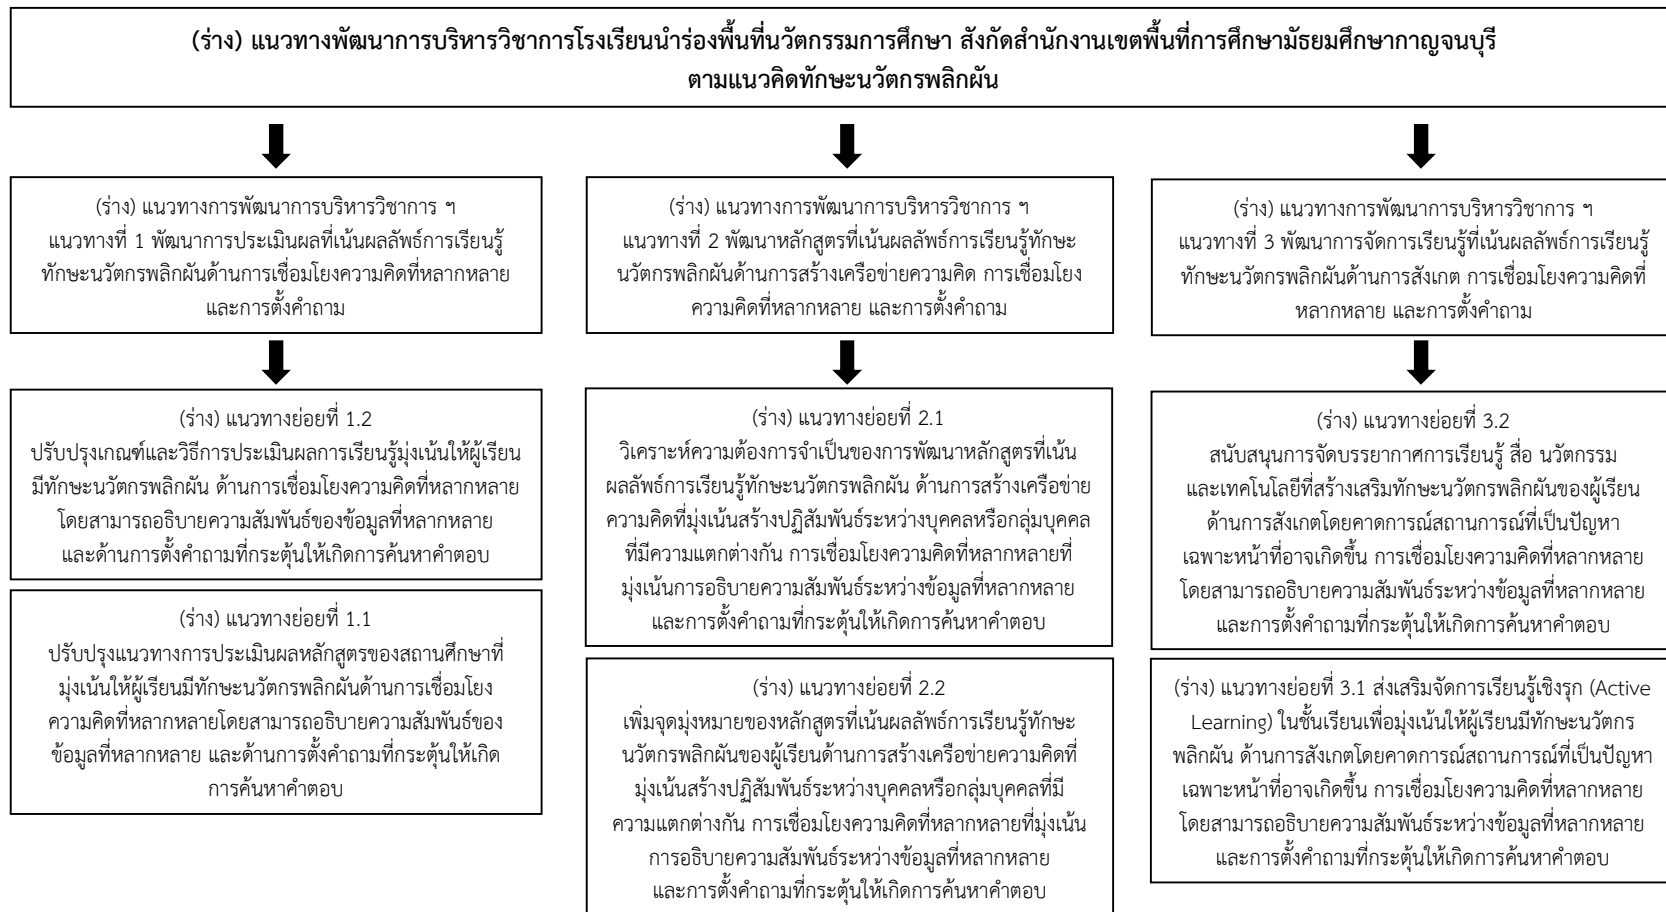 (ร่าง) แนวทางพัฒนาการบริหารวิชาการโรงเรียนนำร่องพื้นที่นวัตกรรมการศึกษา สังกัดสำนักงานเขตพื้นที่การศึกษามัธยมศึกษากาญจนบุรี
ตามแนวคิดทักษะนวัตกรพลิกผัน
(ร่าง) แนวทางการพัฒนาการบริหารวิชาการ ฯ
แนวทางที่ 1 พัฒนาการประเมินผลที่เน้นผลลัพธ์การเรียนรู้
ทักษะนวัตกรพลิกผันด้านการเชื่อมโยงความคิดที่หลากหลาย
และการตั้งคำถาม
(ร่าง) แนวทางการพัฒนาการบริหารวิชาการ ฯ
แนวทางที่ 2 พัฒนาหลักสูตรที่เน้นผลลัพธ์การเรียนรู้ทักษะ
นวัตกรพลิกผันด้านการสร้างเครือข่ายความคิด การเชื่อมโยง
ความคิดที่หลากหลาย และการตั้งคำถาม
(ร่าง) แนวทางการพัฒนาการบริหารวิชาการ ฯ
แนวทางที่ 3 พัฒนาการจัดการเรียนรู้ที่เน้นผลลัพธ์การเรียนรู้
ทักษะนวัตกรพลิกผันด้านการสังเกต การเชื่อมโยงความคิดที่
หลากหลาย และการตั้งคำถาม
(ร่าง) แนวทางย่อยที่ 1.2
ปรับปรุงเกณฑ์และวิธีการประเมินผลการเรียนรู้มุ่งเน้นให้ผู้เรียน
มีทักษะนวัตกรพลิกผัน ด้านการเชื่อมโยงความคิดที่หลากหลาย
โดยสามารถอธิบายความสัมพันธ์ของข้อมูลที่หลากหลาย
และด้านการตั้งคำถามที่กระตุ้นให้เกิดการค้นหาคำตอบ
(ร่าง) แนวทางย่อยที่ 1.1
ปรับปรุงแนวทางการประเมินผลหลักสูตรของสถานศึกษาที่
มุ่งเน้นให้ผู้เรียนมีทักษะนวัตกรพลิกผันด้านการเชื่อมโยง
ความคิดที่หลากหลายโดยสามารถอธิบายความสัมพันธ์ของ
ข้อมูลที่หลากหลาย และด้านการตั้งคำถามที่กระตุ้นให้เกิด
การค้นหาคำตอบ
(ร่าง) แนวทางย่อยที่ 2.1
วิเคราะห์ความต้องการจำเป็นของการพัฒนาหลักสูตรที่เน้น
ผลลัพธ์การเรียนรู้ทักษะนวัตกรพลิกผัน ด้านการสร้างเครือข่าย
ความคิดที่มุ่งเน้นสร้างปฏิสัมพันธ์ระหว่างบุคคลหรือกลุ่มบุคคล
ที่มีความแตกต่างกัน การเชื่อมโยงความคิดที่หลากหลายที่
มุ่งเน้นการอธิบายความสัมพันธ์ระหว่างข้อมูลที่หลากหลาย
และการตั้งคำถามที่กระตุ้นให้เกิดการค้นหาคำตอบ
(ร่าง) แนวทางย่อยที่ 2.2
เพิ่มจุดมุ่งหมายของหลักสูตรที่เน้นผลลัพธ์การเรียนรู้ทักษะ
นวัตกรพลิกผันของผู้เรียนด้านการสร้างเครือข่ายความคิดที่
มุ่งเน้นสร้างปฏิสัมพันธ์ระหว่างบุคคลหรือกลุ่มบุคคลที่มี
ความแตกต่างกัน การเชื่อมโยงความคิดที่หลากหลายที่มุ่งเน้น
การอธิบายความสัมพันธ์ระหว่างข้อมูลที่หลากหลาย
และการตั้งคำถามที่กระตุ้นให้เกิดการค้นหาคำตอบ
(ร่าง) แนวทางย่อยที่ 3.2
สนับสนุนการจัดบรรยากาศการเรียนรู้ สื่อ นวัตกรรม
และเทคโนโลยีที่สร้างเสริมทักษะนวัตกรพลิกผันของผู้เรียน
ด้านการสังเกตโดยคาดการณ์สถานการณ์ที่เป็นปัญหา
เฉพาะหน้าที่อาจเกิดขึ้น การเชื่อมโยงความคิดที่หลากหลาย
โดยสามารถอธิบายความสัมพันธ์ระหว่างข้อมูลที่หลากหลาย
และการตั้งคำถามที่กระตุ้นให้เกิดการค้นหาคำตอบ
(ร่าง) แนวทางย่อยที่ 3.1 ส่งเสริมจัดการเรียนรู้เชิงรุก (Active
Learning) ในชั้นเรียนเพื่อมุ่งเน้นให้ผู้เรียนมีทักษะนวัตกร
พลิกผัน ด้านการสังเกตโดยคาดการณ์สถานการณ์ที่เป็นปัญหา
เฉพาะหน้าที่อาจเกิดขึ้น การเชื่อมโยงความคิดที่หลากหลาย
โดยสามารถอธิบายความสัมพันธ์ระหว่างข้อมูลที่หลากหลาย
และการตั้งคำถามที่กระตุ้นให้เกิดการค้นหาคำตอบ